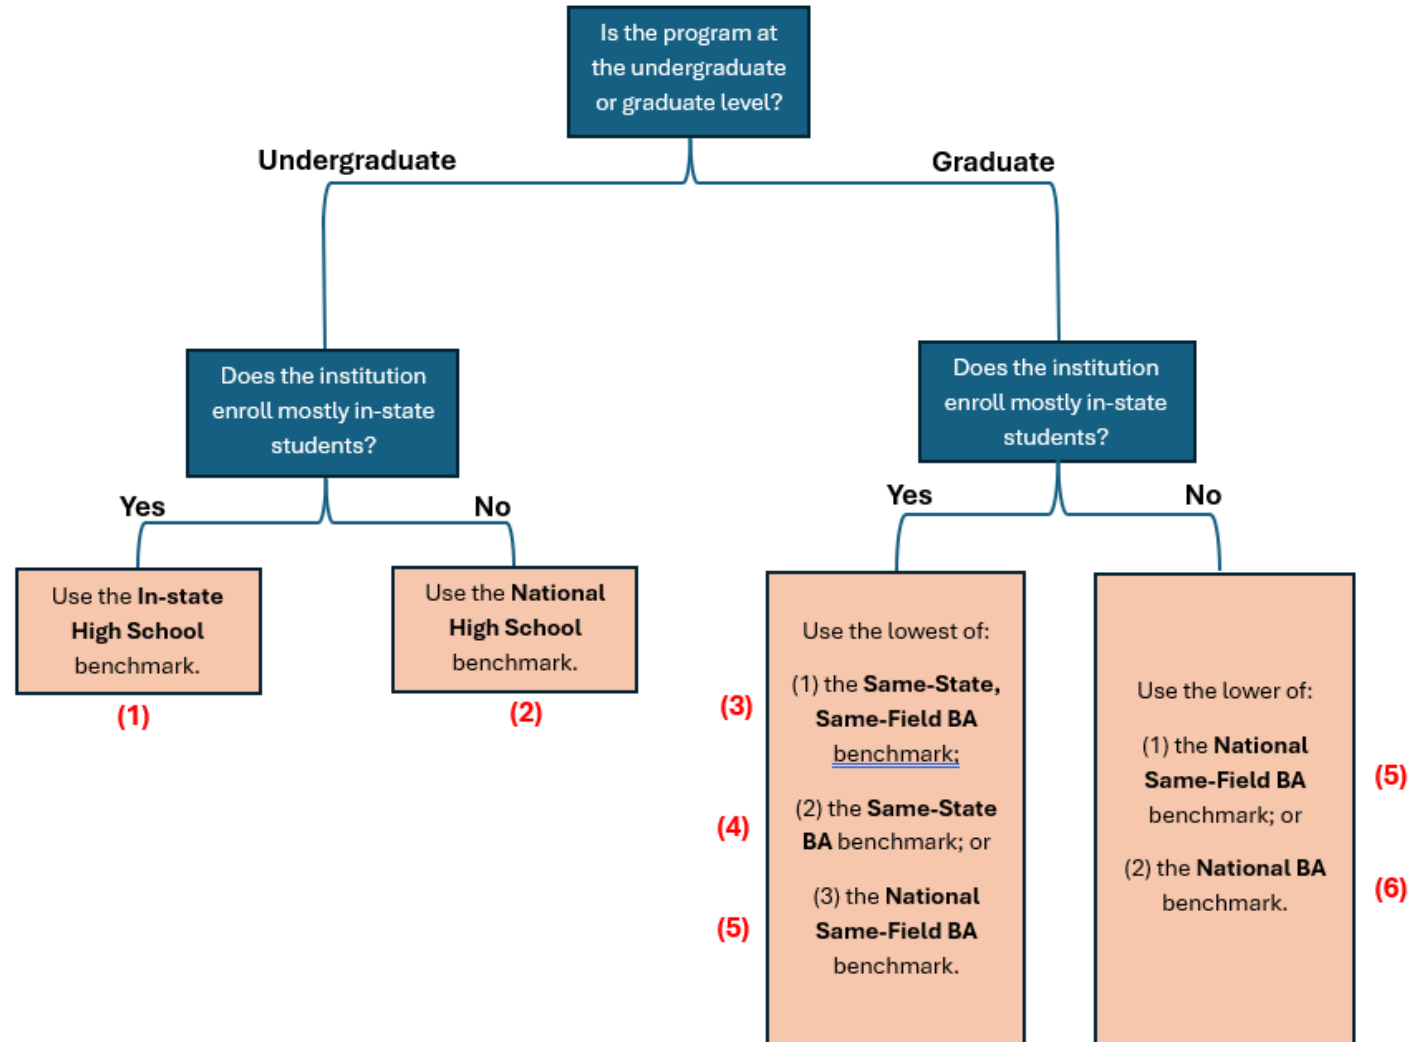 Is the program at
the undergraduate
or graduate level?
Undergraduate
Graduate
Does the institution
enroll mostly in-state
students?
Does the institution
enroll mostly in-state
students?
Yes
No
Yes
No
Use the In-state
High School
benchmark.
(1)
Use the National
High School
benchmark.
(2)
Use the lowest of:
(1) the Same-State,
Same-Field BA
benchmark;
(3)
(2) the Same-State
BA benchmark; or
(4)
(3) the National
Same-Field BA
benchmark.
(5)
Use the lower of:
(1) the National
Same-Field BA
benchmark; or
(5)
(2) the National BA
benchmark.
(6)